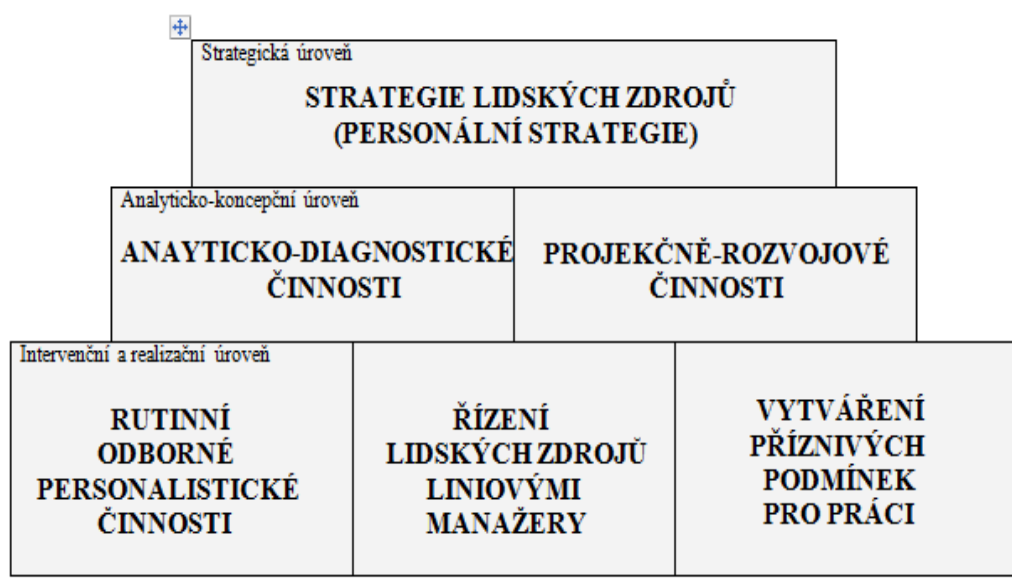 Strategická úroveň
STRATEGIE LIDSKÝCH ZDROJŮ
(PERSONÁLNÍ STRATEGIE)
Analyticko-koncepční úroveň
ANAYTICKO-DIAGNOSTICKÉ
ČINNOSTI
PROJEKČNĚ-ROZVOJOVÉ
ČINNOSTI
Intervenční a realizační úroveň
RUTINNÍ
ODBORNÉ
PERSONALISTICKÉ
ČINNOSTI
ŘÍZENÍ
LIDSKÝCH ZDROJŮ
LINIOVÝMI
MANAŽERY
VYTVÁŘENÍ
PŘÍZNIVÝCH
PODMÍNEK
PRO PRÁCI